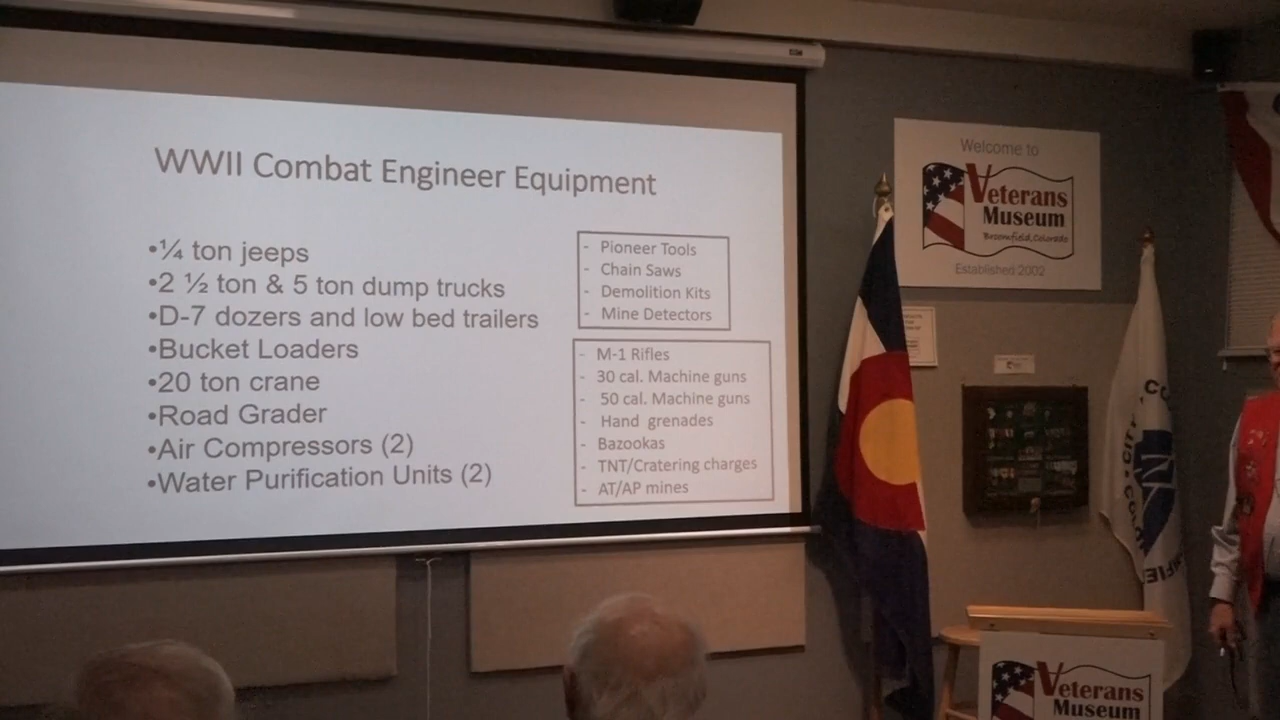 WWII Combat Engineer Equipment
•¼ ton jeeps
•2 ½ ton & 5 ton dump trucks
•D-7 dozers and low bed trailers
•Bucket Loaders
•20 ton crane
•Road Grader
•Air Compressors (2)
•Water Purification Units (2)
- Pioneer Tools
- Chain Saws
- Demolition Kits
- Mine Detectors
- M-1 Rifles
- 30 cal. Machine guns
- 50 cal. Machine guns
- Hand grenades
- Bazookas
- TNT/Cratering charges
- AT/AP mines
Welcome to
Veterans
Museum
Broomfield, Colorado
Established 2002
CITY
Veterans
Museum